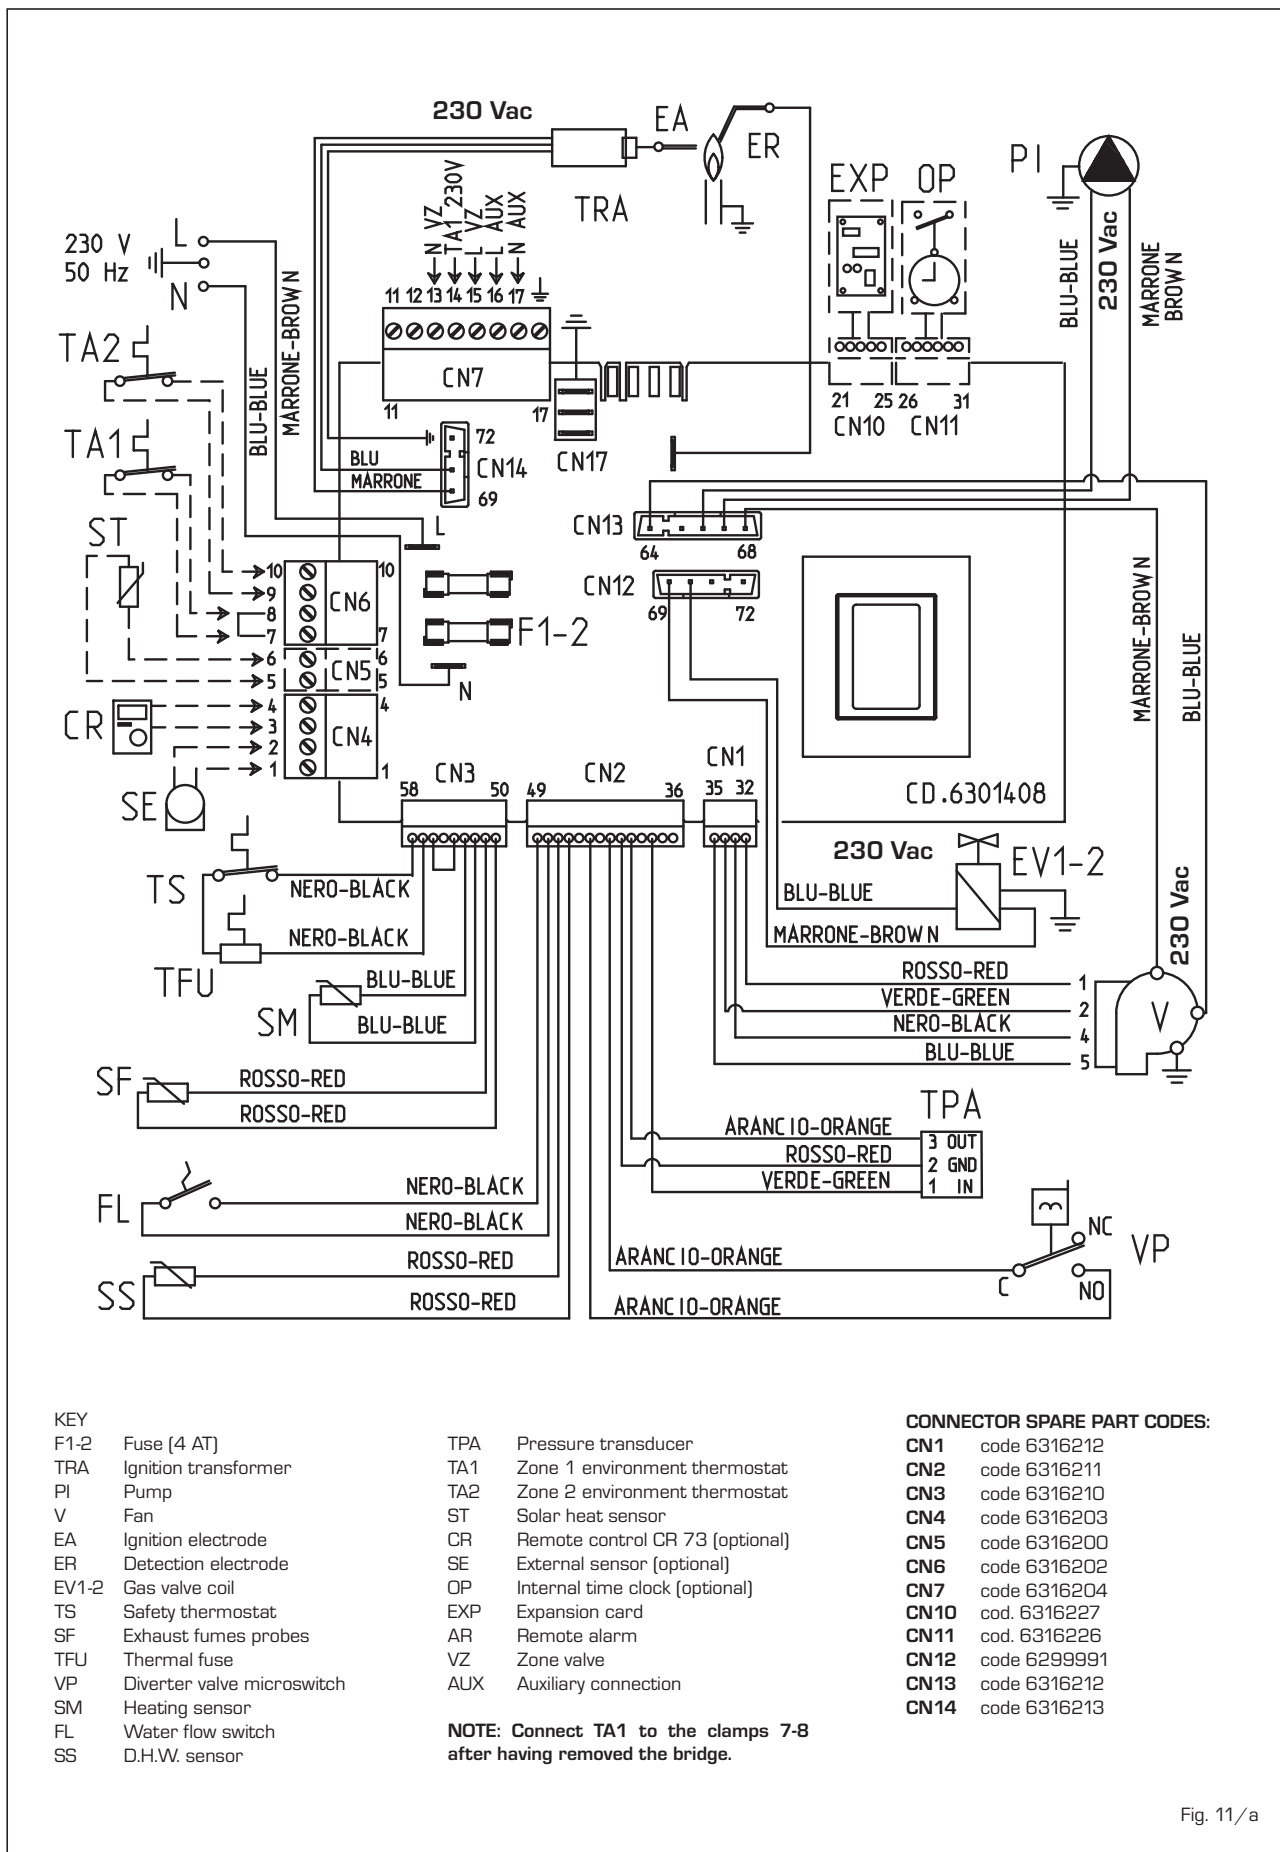 230 Vac
EA
ER
TRA
EXP
OP
PI
BLU-BLUE
230 Vac
MARRONE
BROWN
230 V
50 Hz
L
N
N VZ
TA1 230V
L VZ
L AUX
N AUX
11 12 13 14 15 16 17
CN7
11
17
MARRONE-BROWN
BLU-BLUE
TA2
TA1
ST
CR
SE
72
CN14
69
BLU
MARRONE
CN17
21 25
CN10
26 31
CN11
L
CN13
64 68
CN12
69 72
F1-2
N
10
9
8
7
6
5
4
3
2
1
CN6
10
7
CN5
6
5
CN4
4
1
MARRONE-BROWN
BLU-BLUE
58 CN3 50
49 CN2 36
CN1
35 32
CD.6301408
230 Vac
EV1-2
BLU-BLUE
MARRONE-BROWN
230 Vac
TS
NERO-BLACK
NERO-BLACK
TFU
BLU-BLUE
SM
BLU-BLUE
ROSSO-RED 1
VERDE-GREEN 2
NERO-BLACK 4
BLU-BLUE 5
V
SF
ROSSO-RED
ROSSO-RED
TPA
ARANCIO-ORANGE 3 OUT
ROSSO-RED 2 GND
VERDE-GREEN 1 IN
FL
NERO-BLACK
NERO-BLACK
SS
ROSSO-RED
ROSSO-RED
ARANCIO-ORANGE
ARANCIO-ORANGE
C
NC
NO
VP
KEY
F1-2 Fuse (4 AT)
TRA Ignition transformer
PI Pump
V Fan
EA Ignition electrode
ER Detection electrode
EV1-2 Gas valve coil
TS Safety thermostat
SF Exhaust fumes probes
TFU Thermal fuse
VP Diverter valve microswitch
SM Heating sensor
FL Water flow switch
SS D.H.W. sensor
TPA Pressure transducer
TA1 Zone 1 environment thermostat
TA2 Zone 2 environment thermostat
ST Solar heat sensor
CR Remote control CR 73 (optional)
SE External sensor (optional)
OP Internal time clock (optional)
EXP Expansion card
AR Remote alarm
VZ Zone valve
AUX Auxiliary connection
NOTE: Connect TA1 to the clamps 7-8
after having removed the bridge.
CONNECTOR SPARE PART CODES:
CN1 code 6316212
CN2 code 6316211
CN3 code 6316210
CN4 code 6316203
CN5 code 6316200
CN6 code 6316202
CN7 code 6316204
CN10 cod. 6316227
CN11 cod. 6316226
CN12 code 6299991
CN13 code 6316212
CN14 code 6316213
Fig. 11/a